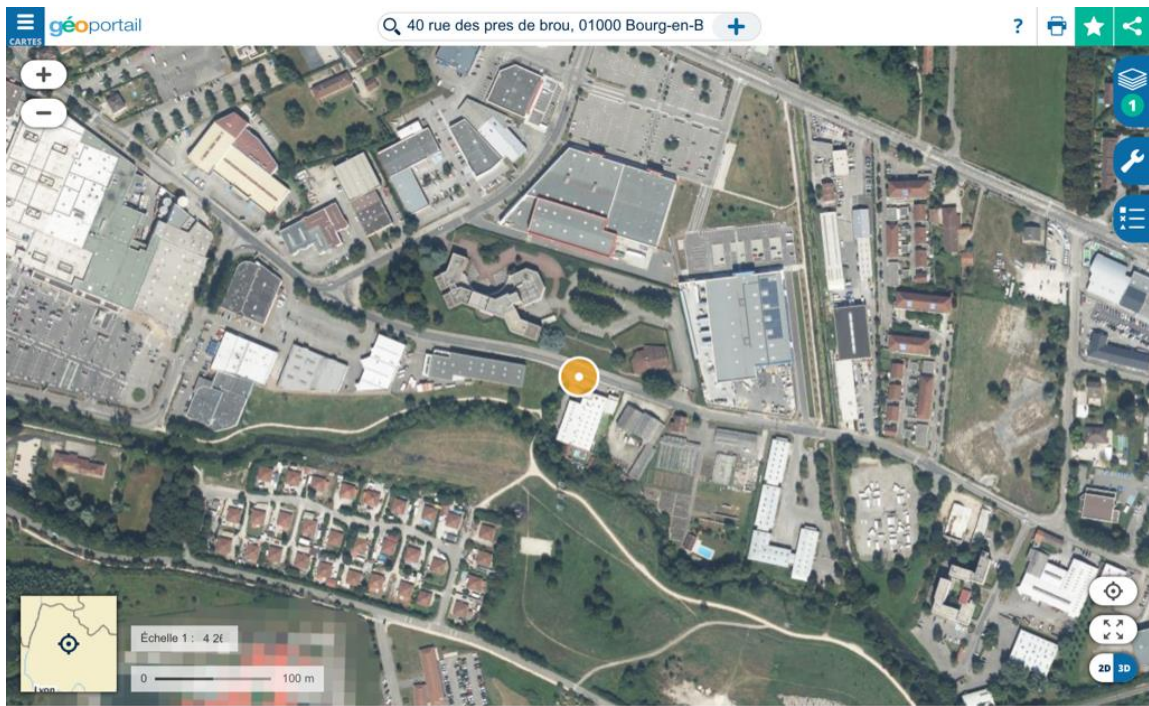 CARTES
géoportail
40 rue des pres de brou, 01000 Bourg-en-B
+
?
+
−
1
Échelle 1 : 4 26
0 100 m
Lyon
2D 3D